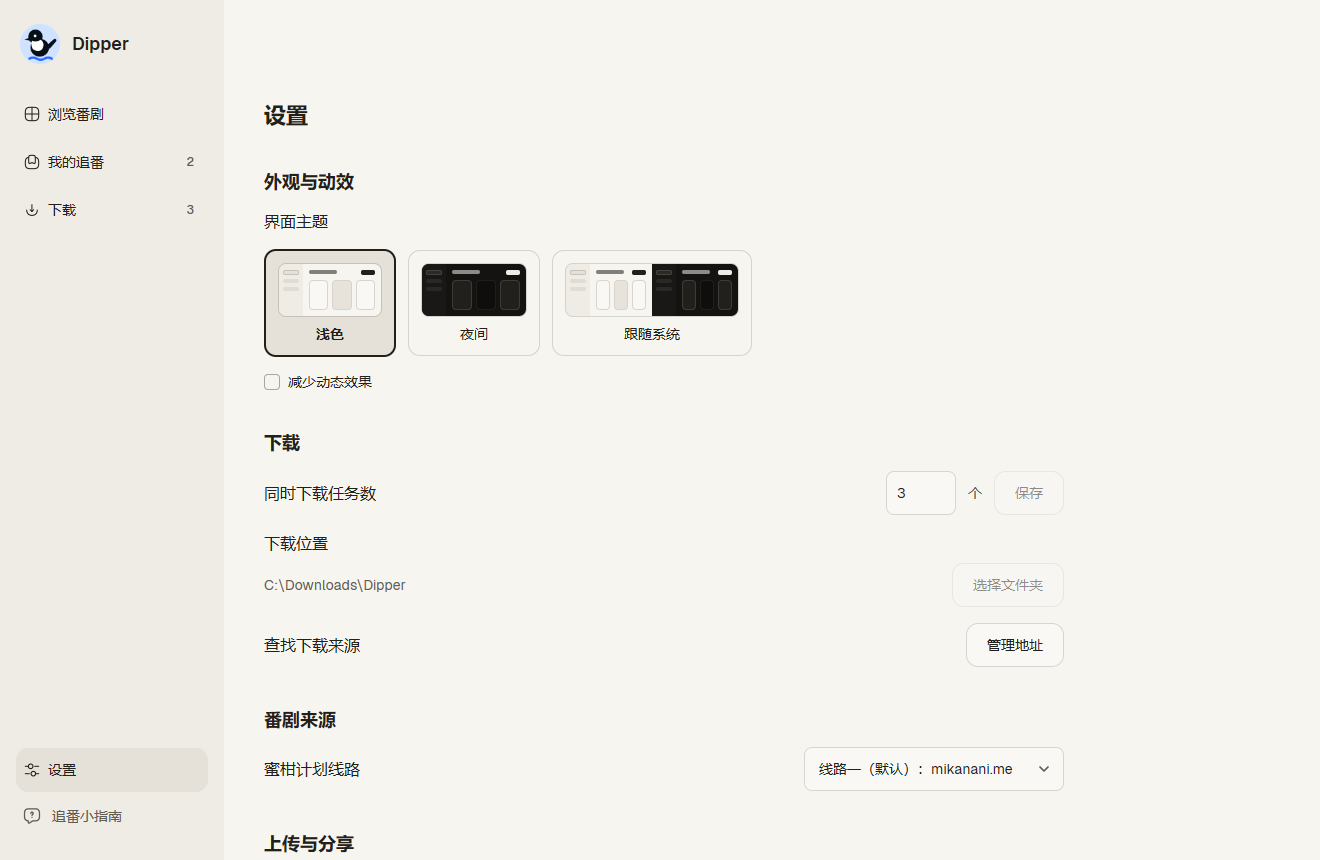 Dipper
浏览番剧
我的追番 2
下载 3
设置
追番小指南
设置
外观与动效
界面主题
浅色 夜间 跟随系统
减少动态效果
下载
同时下载任务数 3 个 保存
下载位置
C:\Downloads\Dipper 选择文件夹
查找下载来源 管理地址
番剧来源
蜜柑计划线路 线路一（默认）：mikanani.me
上传与分享